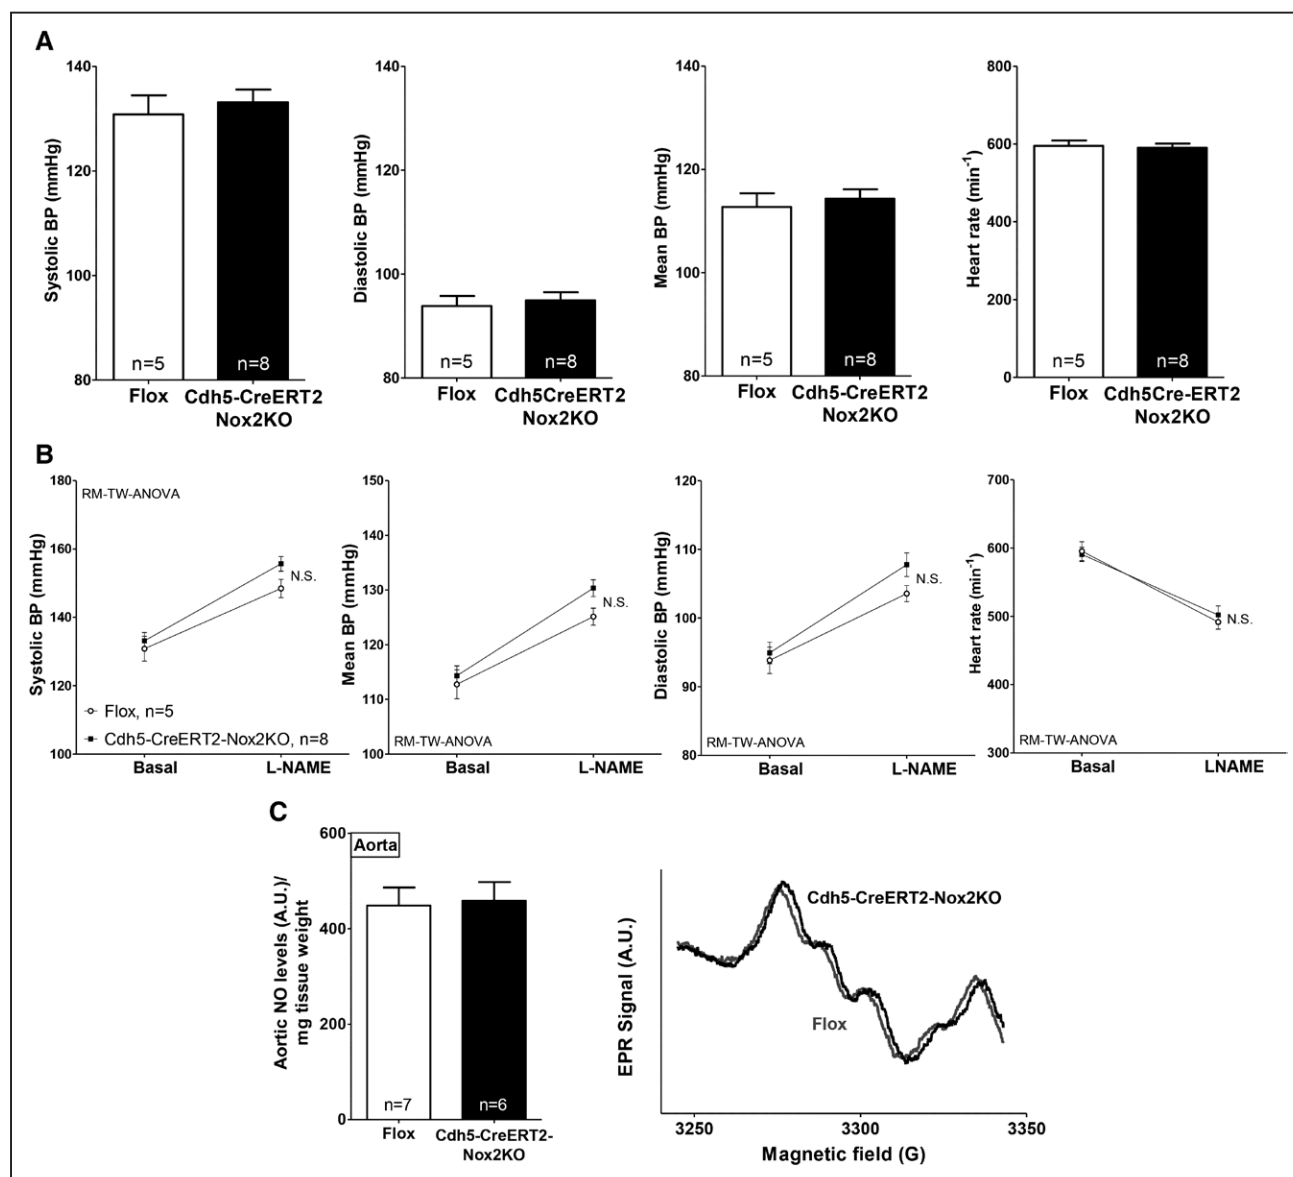 A
Systolic BP (mmHg)
140
120
100
80
n=5
n=8
Flox
Cdh5-CreERT2
Nox2KO
Diastolic BP (mmHg)
140
120
100
80
n=5
n=8
Flox
Cdh5CreERT2
Nox2KO
Mean BP (mmHg)
140
120
100
80
n=5
n=8
Flox
Cdh5-CreERT2
Nox2KO
Heart rate (min⁻¹)
800
600
400
200
0
n=5
n=8
Flox
Cdh5Cre-ERT2
Nox2KO
B
Systolic BP (mmHg)
180
160
140
120
100
RM-TW-ANOVA
N.S.
Flox, n=5
Cdh5-CreERT2-Nox2KO, n=8
Basal
L-NAME
Mean BP (mmHg)
150
140
130
120
110
100
N.S.
RM-TW-ANOVA
Basal
L-NAME
Diastolic BP (mmHg)
120
110
100
90
80
N.S.
RM-TW-ANOVA
Basal
L-NAME
Heart rate (min⁻¹)
700
600
500
400
300
N.S.
RM-TW-ANOVA
Basal
LNAME
C
Aortic NO levels (A.U.)/
mg tissue weight
600
400
200
0
Aorta
n=7
n=6
Flox
Cdh5-CreERT2-
Nox2KO
EPR Signal (A.U.)
Cdh5-CreERT2-Nox2KO
Flox
3250
3300
3350
Magnetic field (G)